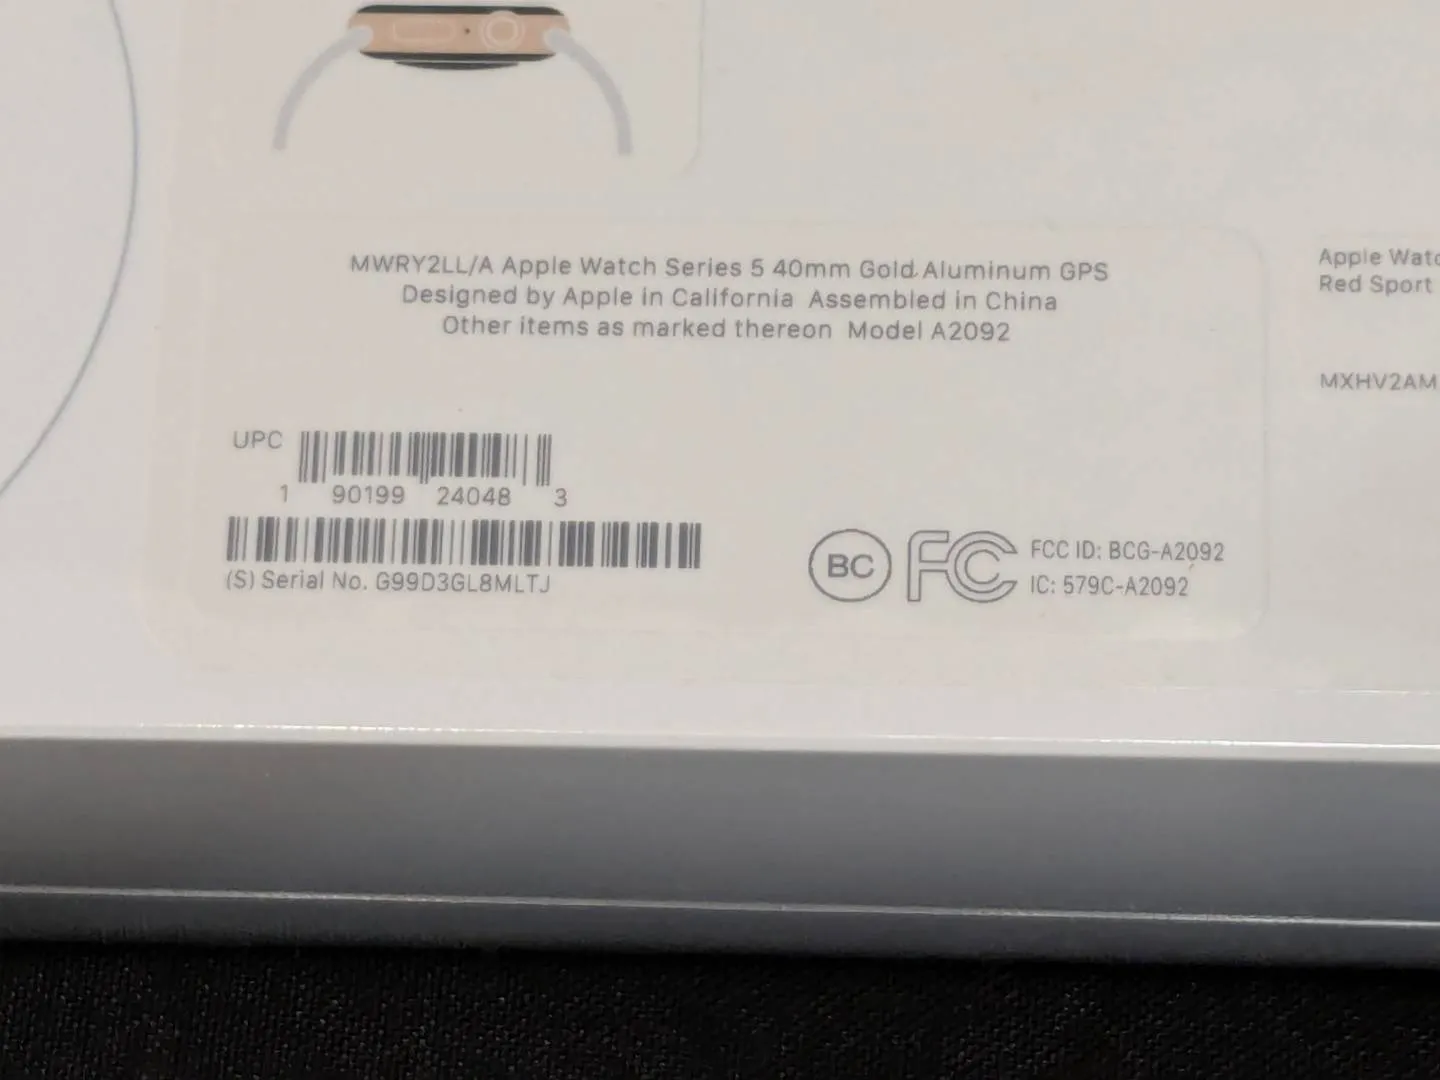 MWRY2LL/A Apple Watch Series 5 40mm Gold Aluminum GPS
Designed by Apple in California Assembled in China
Other items as marked thereon Model A2092
UPC
1 90199 24048 3
(S) Serial No. G99D3GL8MLTJ
BC FC FCC ID: BCG-A2092
IC: 579C-A2092
Apple Watc
Red Sport
MXHV2AM